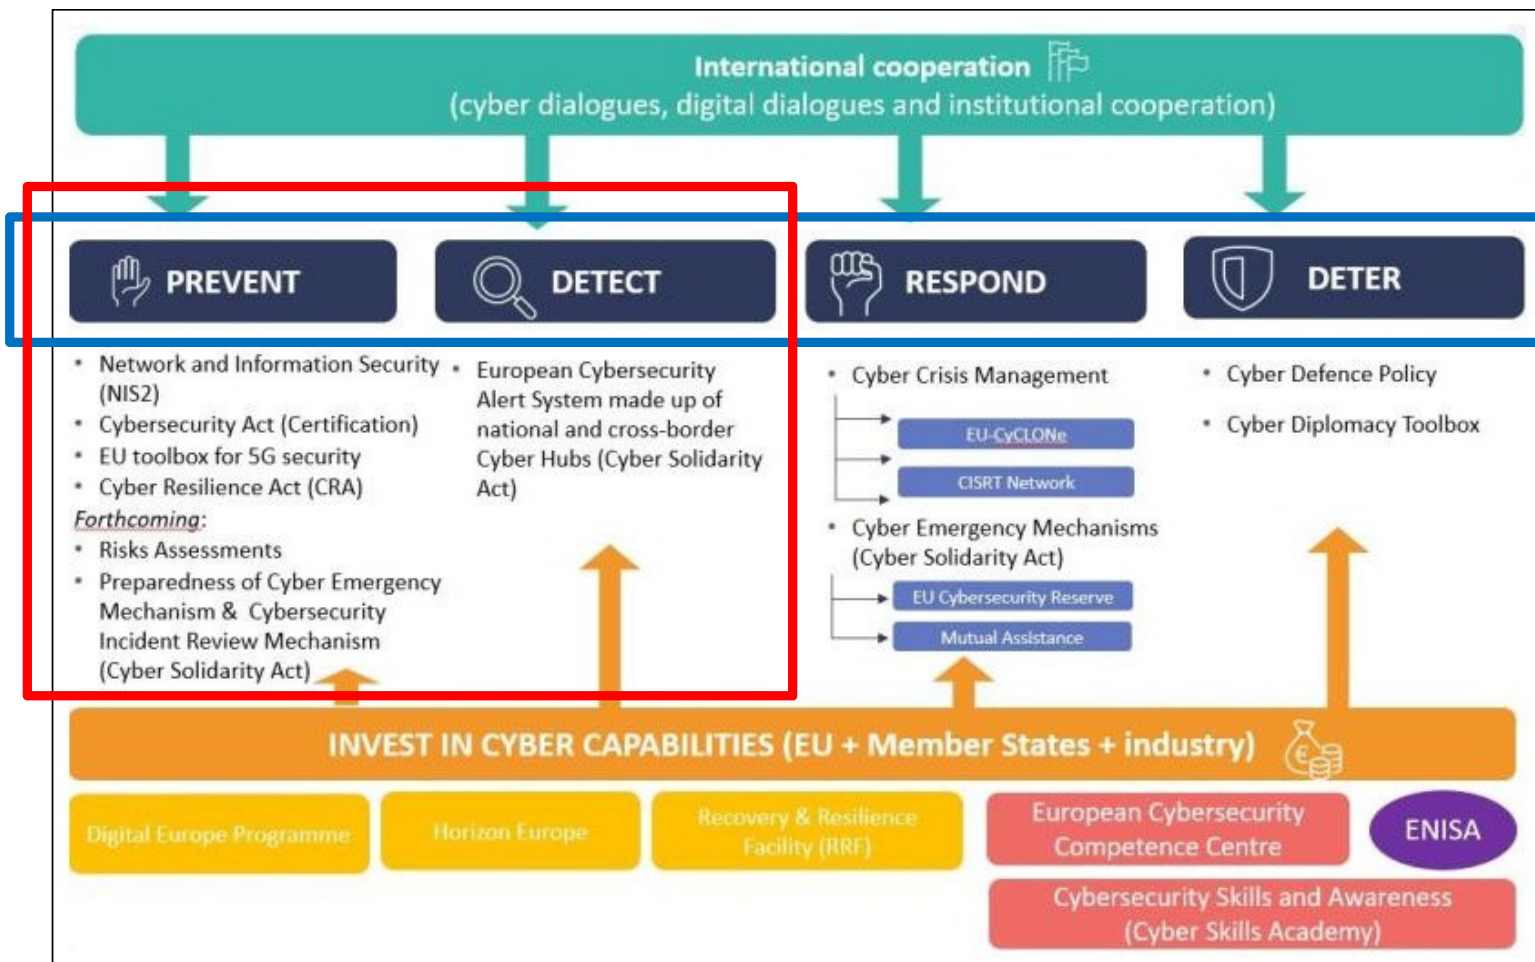 International cooperation
(cyber dialogues, digital dialogues and institutional cooperation)
PREVENT
DETECT
RESPOND
DETER
• Network and Information Security
(NIS2)
• Cybersecurity Act (Certification)
• EU toolbox for 5G security
• Cyber Resilience Act (CRA)
Forthcoming:
• Risks Assessments
• Preparedness of Cyber Emergency
Mechanism & Cybersecurity
Incident Review Mechanism
(Cyber Solidarity Act)
• European Cybersecurity
Alert System made up of
national and cross-border
Cyber Hubs (Cyber Solidarity
Act)
• Cyber Crisis Management
EU-CyCLONe
CISRT Network
• Cyber Emergency Mechanisms
(Cyber Solidarity Act)
EU Cybersecurity Reserve
Mutual Assistance
• Cyber Defence Policy
• Cyber Diplomacy Toolbox
INVEST IN CYBER CAPABILITIES (EU + Member States + industry)
€
Digital Europe Programme
Horizon Europe
Recovery & Resilience
Facility (RRF)
European Cybersecurity
Competence Centre
ENISA
Cybersecurity Skills and Awareness
(Cyber Skills Academy)